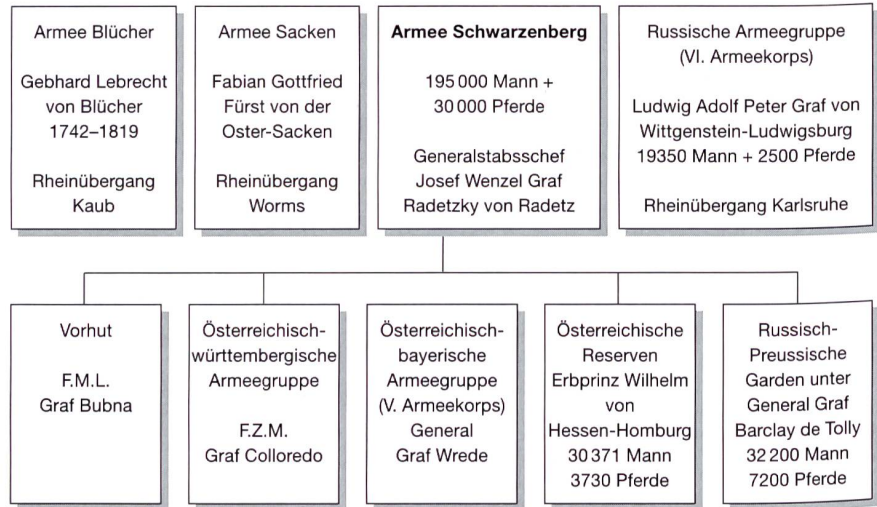 Armee Blücher
Gebhard Lebrecht
von Blücher
1742–1819
Rheinübergang
Kaub
Armee Sacken
Fabian Gottfried
Fürst von der
Oster-Sacken
Rheinübergang
Worms
Armee Schwarzenberg
195 000 Mann +
30 000 Pferde
Generalstabsschef
Josef Wenzel Graf
Radetzky von Radetz
Russische Armeegruppe
(VI. Armeekorps)
Ludwig Adolf Peter Graf von
Wittgenstein-Ludwigsburg
19350 Mann + 2500 Pferde
Rheinübergang Karlsruhe
Vorhut
F.M.L.
Graf Bubna
Österreichisch-
württembergische
Armeegruppe
F.Z.M.
Graf Colloredo
Österreichisch-
bayerische
Armeegruppe
(V. Armeekorps)
General
Graf Wrede
Österreichische
Reserven
Erbprinz Wilhelm
von
Hessen-Homburg
30 371 Mann
3730 Pferde
Russisch-
Preussische
Garden unter
General Graf
Barclay de Tolly
32 200 Mann
7200 Pferde